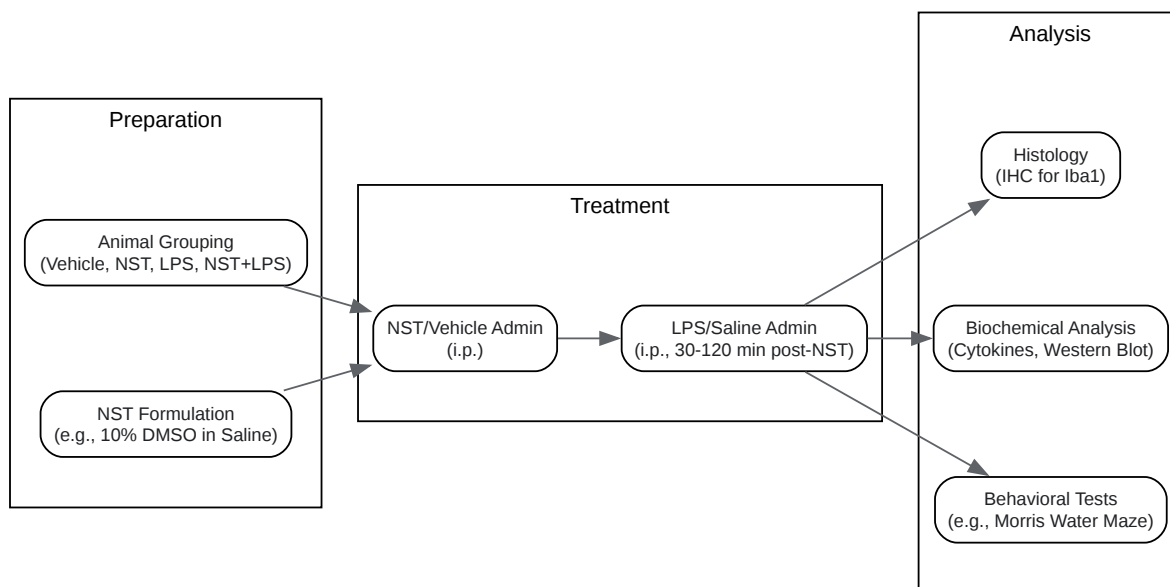 Preparation
Animal Grouping
(Vehicle, NST, LPS, NST+LPS)
NST Formulation
(e.g., 10% DMSO in Saline)
Treatment
NST/Vehicle Admin
(i.p.)
LPS/Saline Admin
(i.p., 30-120 min post-NST)
Analysis
Histology
(IHC for Iba1)
Biochemical Analysis
(Cytokines, Western Blot)
Behavioral Tests
(e.g., Morris Water Maze)